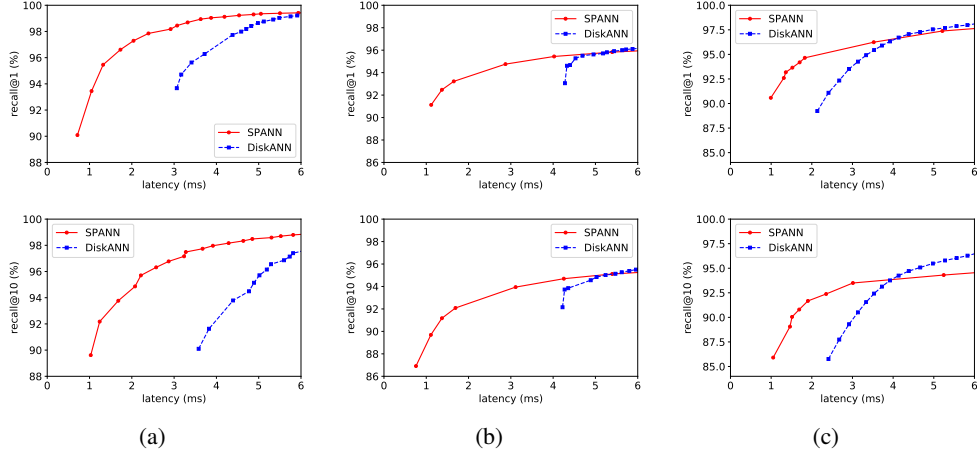 100
98
96
94
92
90
88
recall@1 (%)
0 1 2 3 4 5 6
latency (ms)
SPANN
DiskANN
100
98
96
94
92
90
88
86
recall@1 (%)
0 1 2 3 4 5 6
latency (ms)
SPANN
DiskANN
100.0
97.5
95.0
92.5
90.0
87.5
85.0
recall@1 (%)
0 1 2 3 4 5 6
latency (ms)
SPANN
DiskANN
100
98
96
94
92
90
88
recall@10 (%)
0 1 2 3 4 5 6
latency (ms)
SPANN
DiskANN
100
98
96
94
92
90
88
86
recall@10 (%)
0 1 2 3 4 5 6
latency (ms)
SPANN
DiskANN
100.0
97.5
95.0
92.5
90.0
87.5
85.0
recall@10 (%)
0 1 2 3 4 5 6
latency (ms)
SPANN
DiskANN
(a) (b) (c)